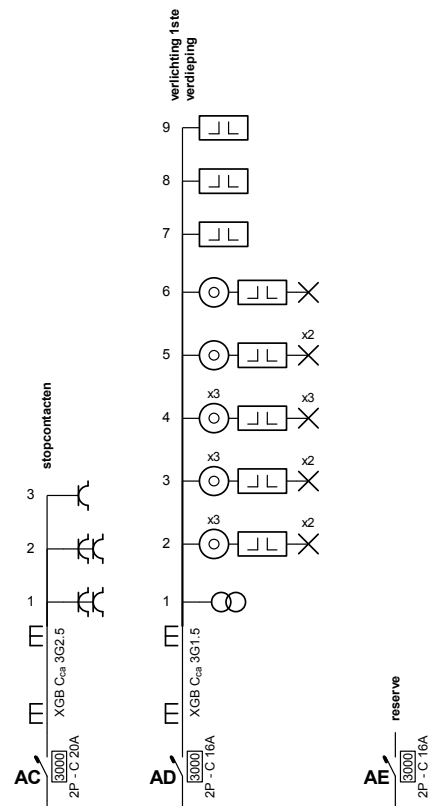 verlichting 1ste
verdieping
9
8
7
6
5
x2
x3
4
x3
x3
3
x2
x3
2
x2
1
stopcontacten
3
2
1
XGB Cca 3G2.5
XGB Cca 3G1.5
reserve
AC
3000
2P - C 20A
AD
3000
2P - C 16A
AE
3000
2P - C 16A